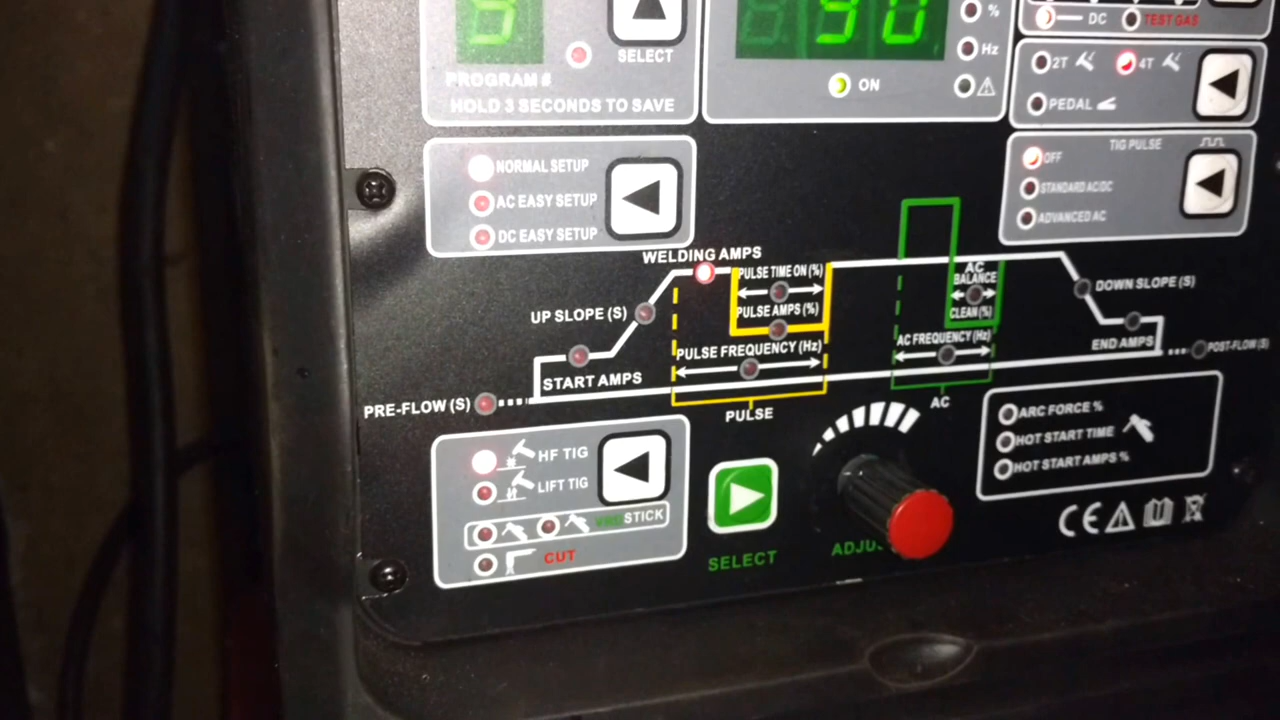 5
90
%
Hz
DC
TEST GAS
SELECT
PROGRAM #
HOLD 3 SECONDS TO SAVE
ON
2T
4T
PEDAL
NORMAL SETUP
AC EASY SETUP
DC EASY SETUP
TIG PULSE
OFF
STANDARD AC/DC
ADVANCED AC
WELDING AMPS
PULSE TIME ON (%)
AC
BALANCE
CLEAN (%)
DOWN SLOPE (S)
UP SLOPE (S)
PULSE AMPS (%)
PULSE FREQUENCY (Hz)
AC FREQUENCY (Hz)
END AMPS
POST-FLOW (S)
START AMPS
PRE-FLOW (S)
PULSE
AC
HF TIG
LIFT TIG
VRD STICK
CUT
ARC FORCE %
HOT START TIME
HOT START AMPS %
SELECT
CE